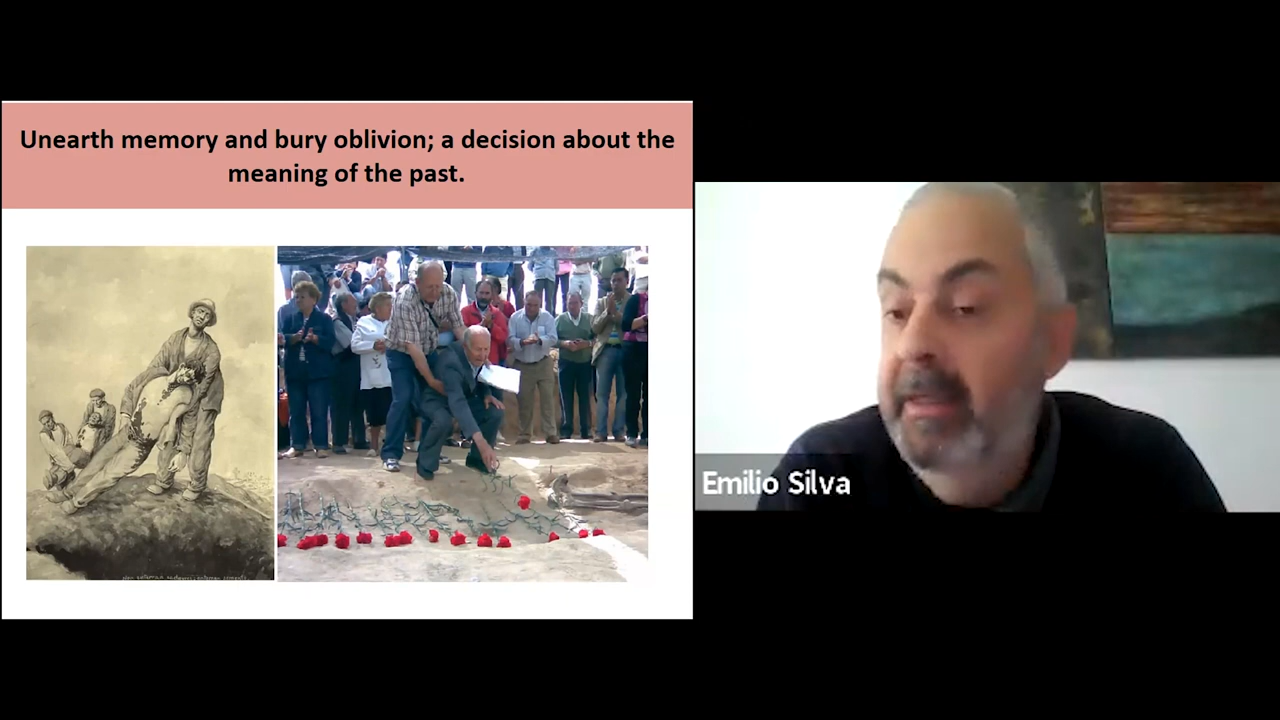 Unearth memory and bury oblivion; a decision about the
meaning of the past.
Emilio Silva